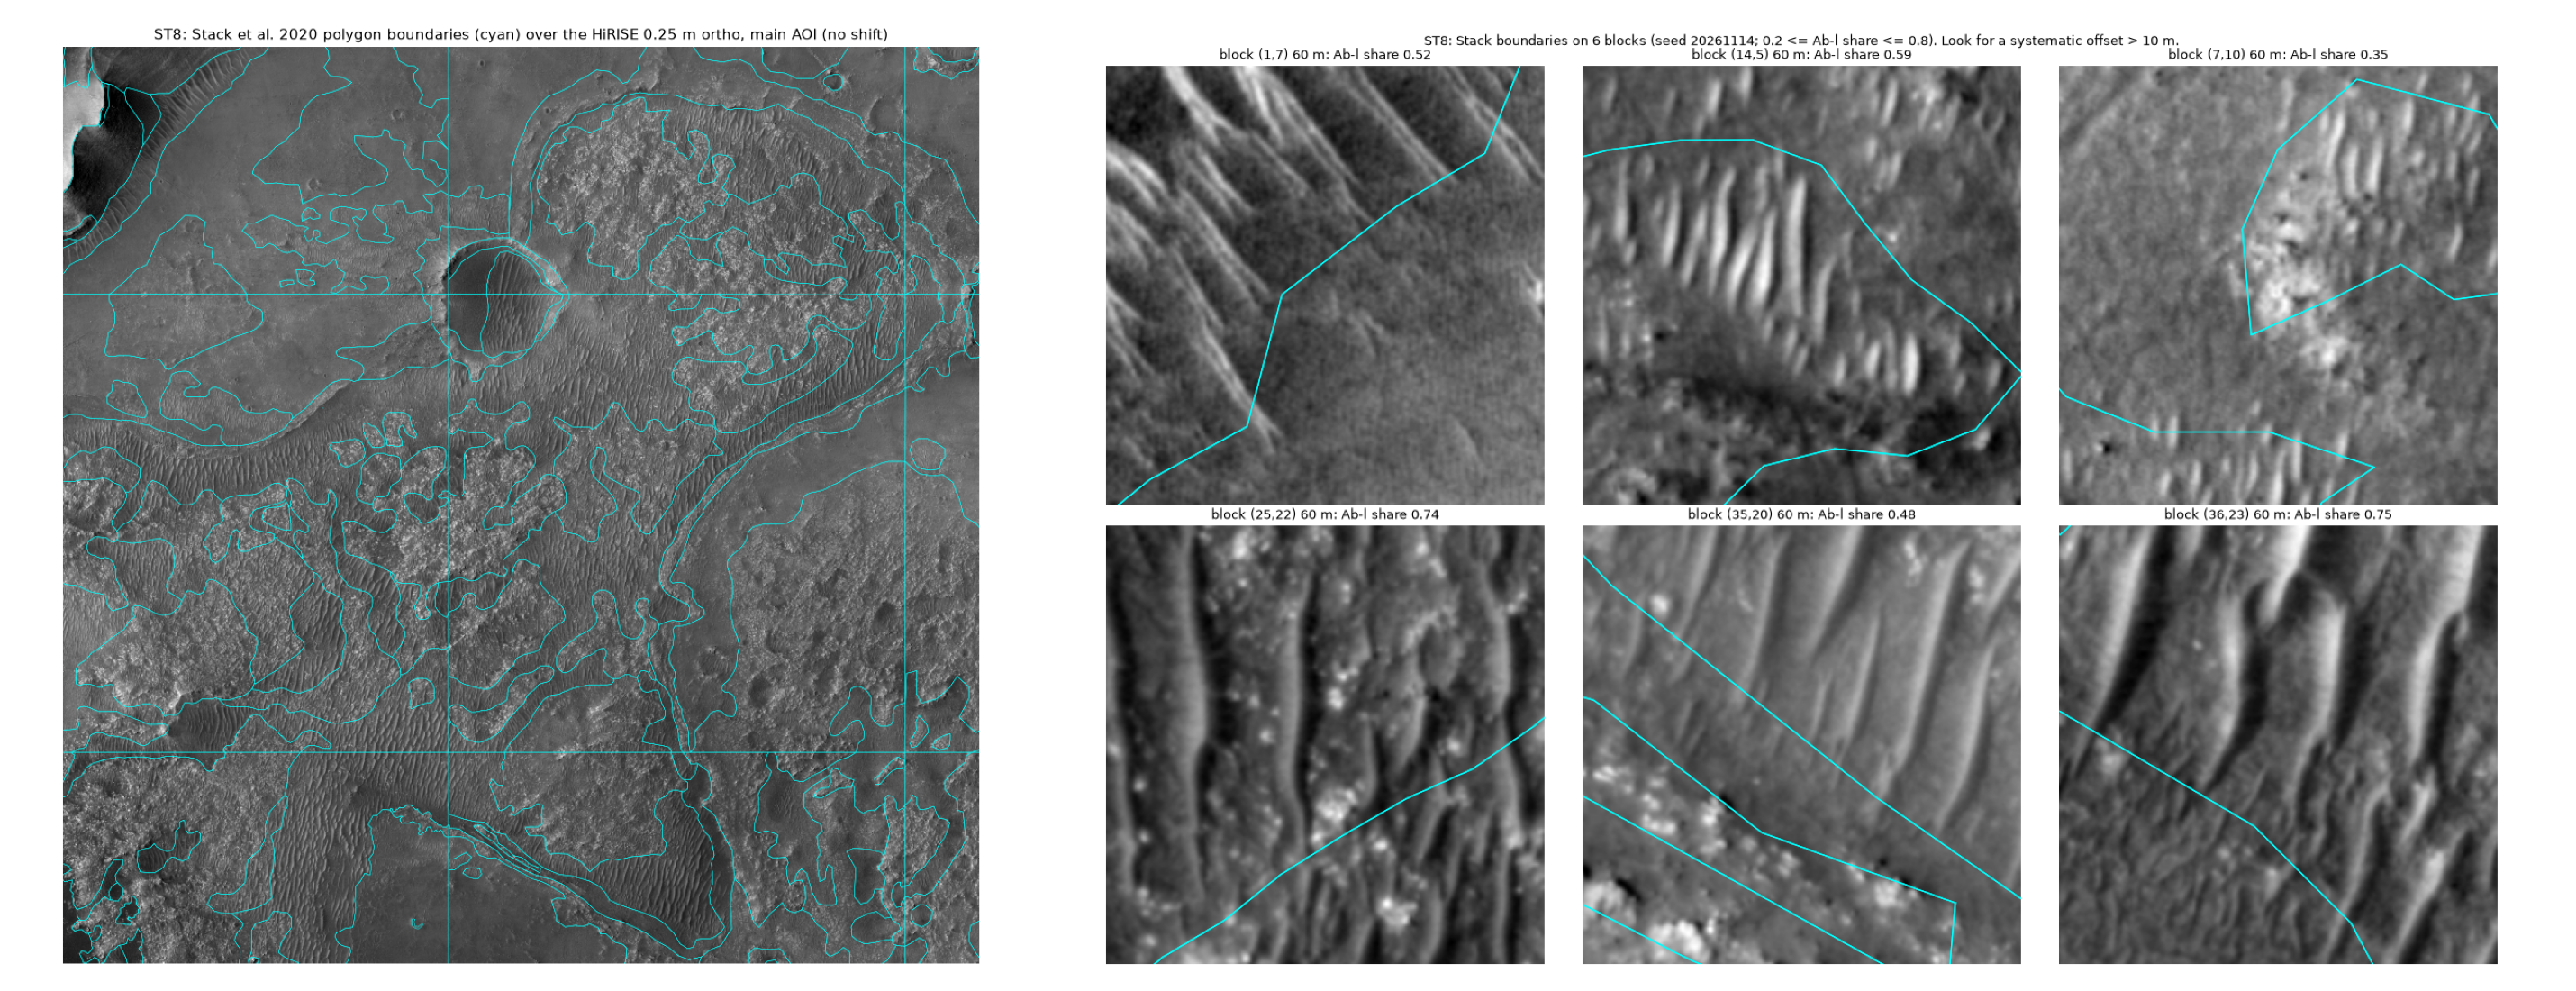 ST8: Stack et al. 2020 polygon boundaries (cyan) over the HiRISE 0.25 m ortho, main AOI (no shift)
ST8: Stack boundaries on 6 blocks (seed 20261114; 0.2 <= Ab-l share <= 0.8). Look for a systematic offset > 10 m.
block (1,7) 60 m: Ab-l share 0.52
block (14,5) 60 m: Ab-l share 0.59
block (7,10) 60 m: Ab-l share 0.35
block (25,22) 60 m: Ab-l share 0.74
block (35,20) 60 m: Ab-l share 0.48
block (36,23) 60 m: Ab-l share 0.75